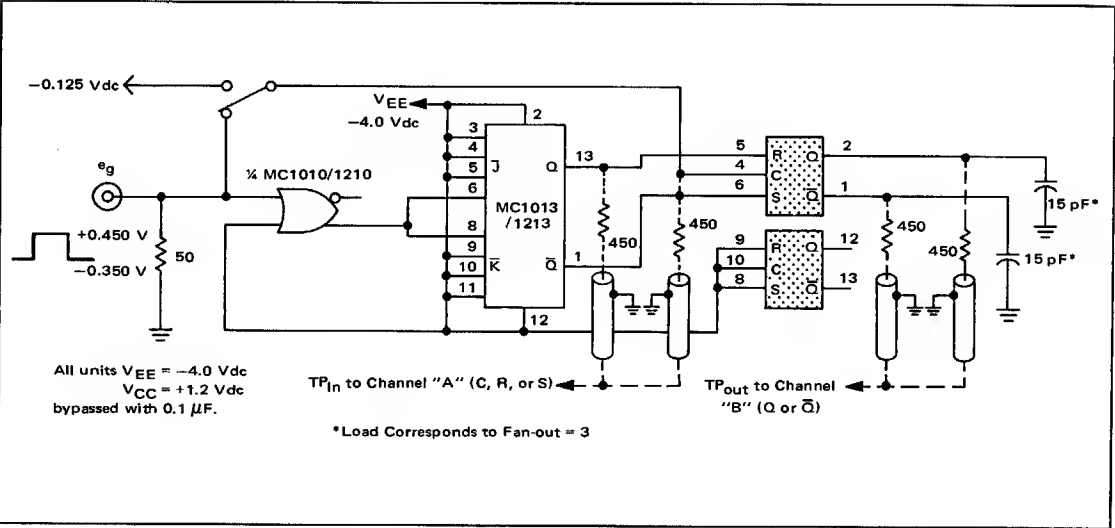 −0.125 Vdc
VEE
−4.0 Vdc
2
3
4
5
6
8
9
10
11
J̅
K̅
Q
Q̅
MC1013
/1213
13
1
12
eg
¼ MC1010/1210
+0.450 V
−0.350 V
50
450
450
5
4
6
R
C
S
Q
Q̅
2
1
9
10
8
R
C
S
Q
Q̅
12
13
450
450
15 pF*
15 pF*
All units VEE = −4.0 Vdc
VCC = +1.2 Vdc
bypassed with 0.1 µF.
TPIn to Channel "A" (C, R, or S)
TPout to Channel
"B" (Q or Q̅)
*Load Corresponds to Fan-out = 3